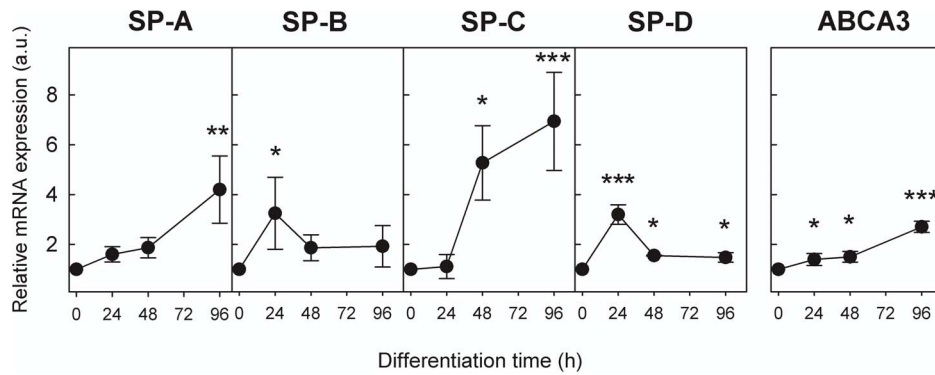 SP-A SP-B SP-C SP-D ABCA3
Relative mRNA expression (a.u.)
8
6
4
2
** * * *** *** * * * * ***
0 24 48 72 96 0 24 48 72 96 0 24 48 72 96 0 24 48 72 96 0 24 48 72 96
Differentiation time (h)